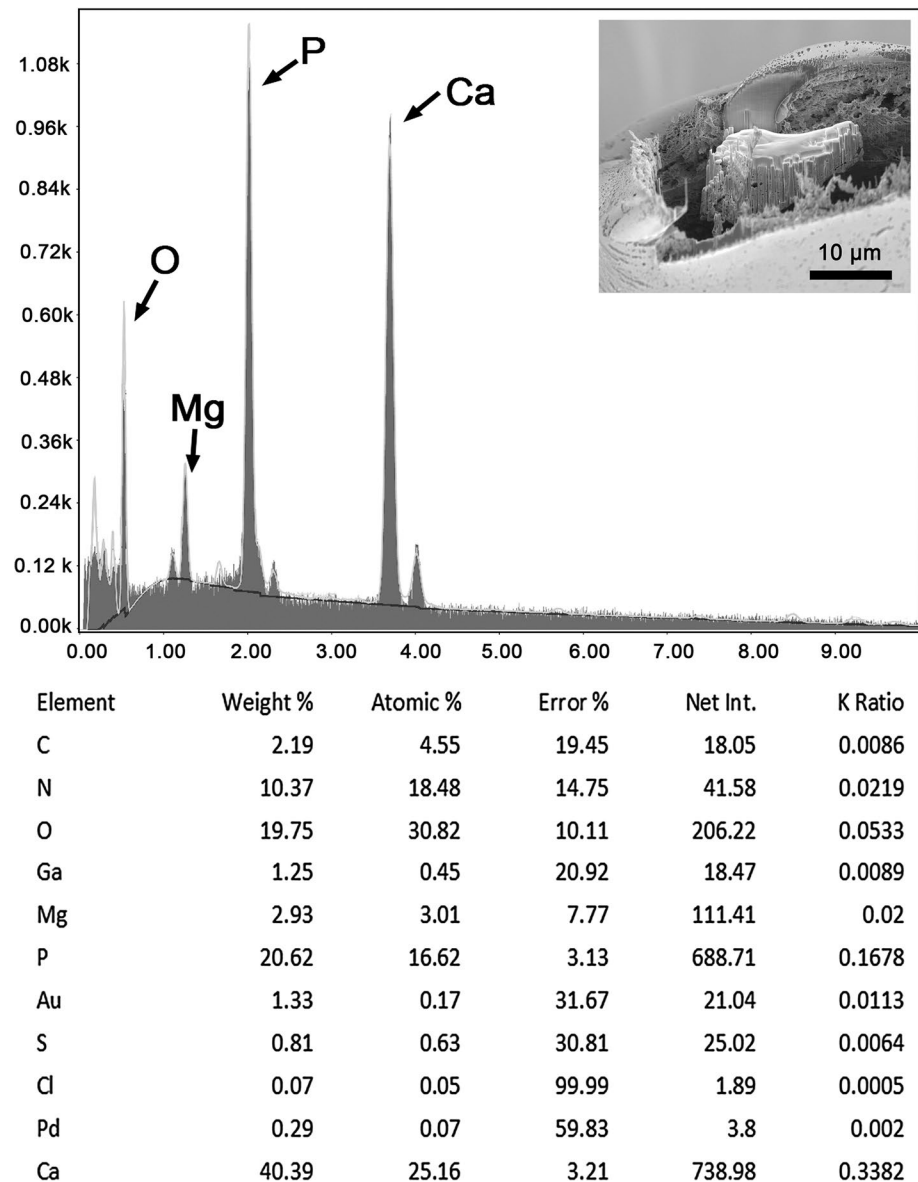 1.08k
P
Ca
0.96k
0.84k
0.72k
O
10 µm
0.60k
0.48k
Mg
0.36k
0.24k
0.12 k
0.00k
0.00 1.00 2.00 3.00 4.00 5.00 6.00 7.00 8.00 9.00
Element Weight % Atomic % Error % Net Int. K Ratio
C 2.19 4.55 19.45 18.05 0.0086
N 10.37 18.48 14.75 41.58 0.0219
O 19.75 30.82 10.11 206.22 0.0533
Ga 1.25 0.45 20.92 18.47 0.0089
Mg 2.93 3.01 7.77 111.41 0.02
P 20.62 16.62 3.13 688.71 0.1678
Au 1.33 0.17 31.67 21.04 0.0113
S 0.81 0.63 30.81 25.02 0.0064
Cl 0.07 0.05 99.99 1.89 0.0005
Pd 0.29 0.07 59.83 3.8 0.002
Ca 40.39 25.16 3.21 738.98 0.3382